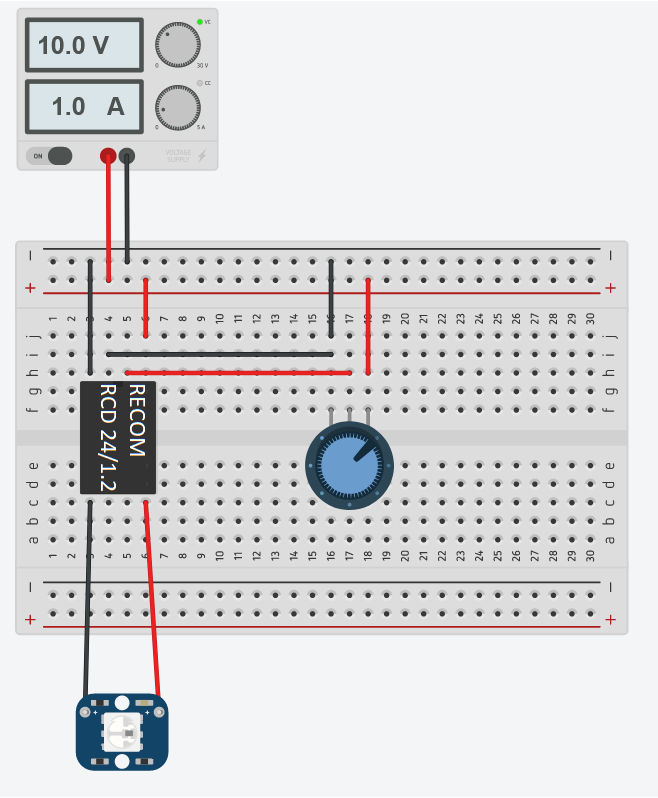 10.0 V
VC
0 30 V
1.0 A
CC
0 5 A
ON
VOLTAGE
SUPPLY
− −
+ +
1 2 3 4 5 6 7 8 9 10 11 12 13 14 15 16 17 18 19 20 21 22 23 24 25 26 27 28 29 30
j j
i i
h h
g g
f f
RECOM
RCD 24/1.2
e e
d d
c c
b b
a a
1 2 3 4 5 6 7 8 9 10 11 12 13 14 15 16 17 18 19 20 21 22 23 24 25 26 27 28 29 30
− −
+ +
+ +